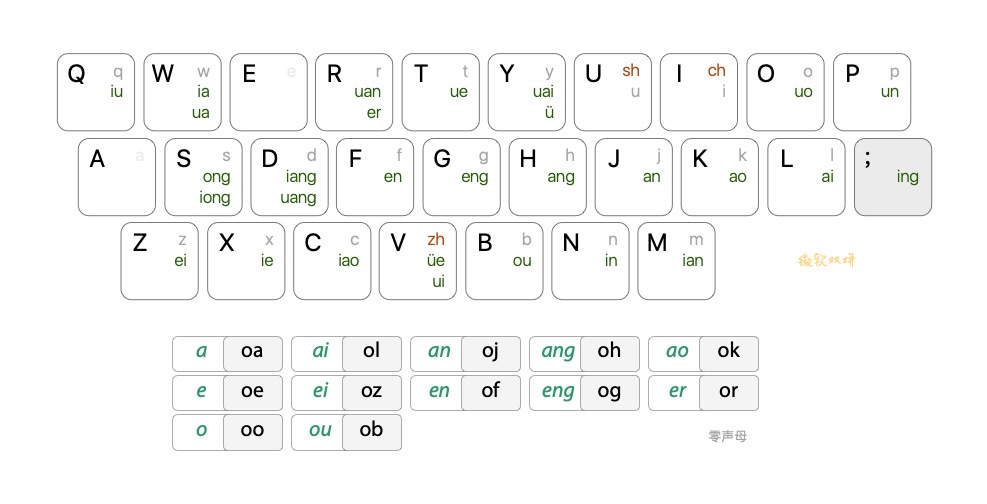 Q q W w E e R r T t Y y U sh I ch O o P p
iu ia uan ue uai u i uo un
ua er ü
A a S s D d F f G g H h J j K k L l ;
ong iang en eng ang an ao ai ing
iong uang
Z z X x C c V zh B b N n M m
ei ie iao üe ou in ian 微软双拼
ui
a oa ai ol an oj ang oh ao ok
e oe ei oz en of eng og er or
o oo ou ob 零声母